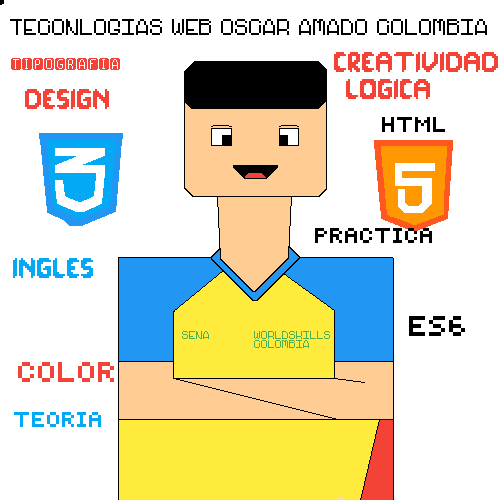 TECONLOGIAS WEB OSCAR AMADO COLOMBIA
TIPOGRAFIA
CREATIVIDAD
LOGICA
DESIGN
HTML
3
5
PRACTICA
INGLES
ES6
SENA
WORLDSKILLS
COLOMBIA
COLOR
TEORIA